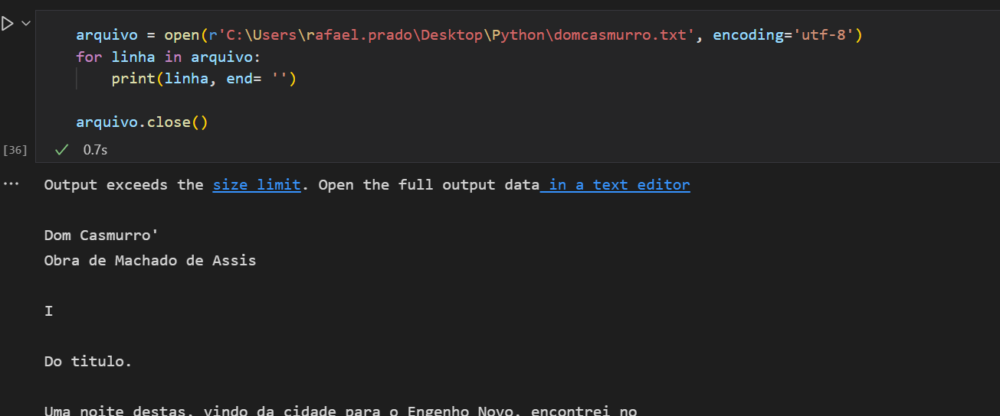 arquivo = open(r'C:\Users\rafael.prado\Desktop\Python\domcasmurro.txt', encoding='utf-8')
for linha in arquivo:
    print(linha, end= '')
arquivo.close()
[36]
0.7s
... Output exceeds the size limit. Open the full output data in a text editor
Dom Casmurro'
Obra de Machado de Assis
I
Do titulo.
Uma noite destas, vindo da cidade para o Engenho Novo, encontrei no